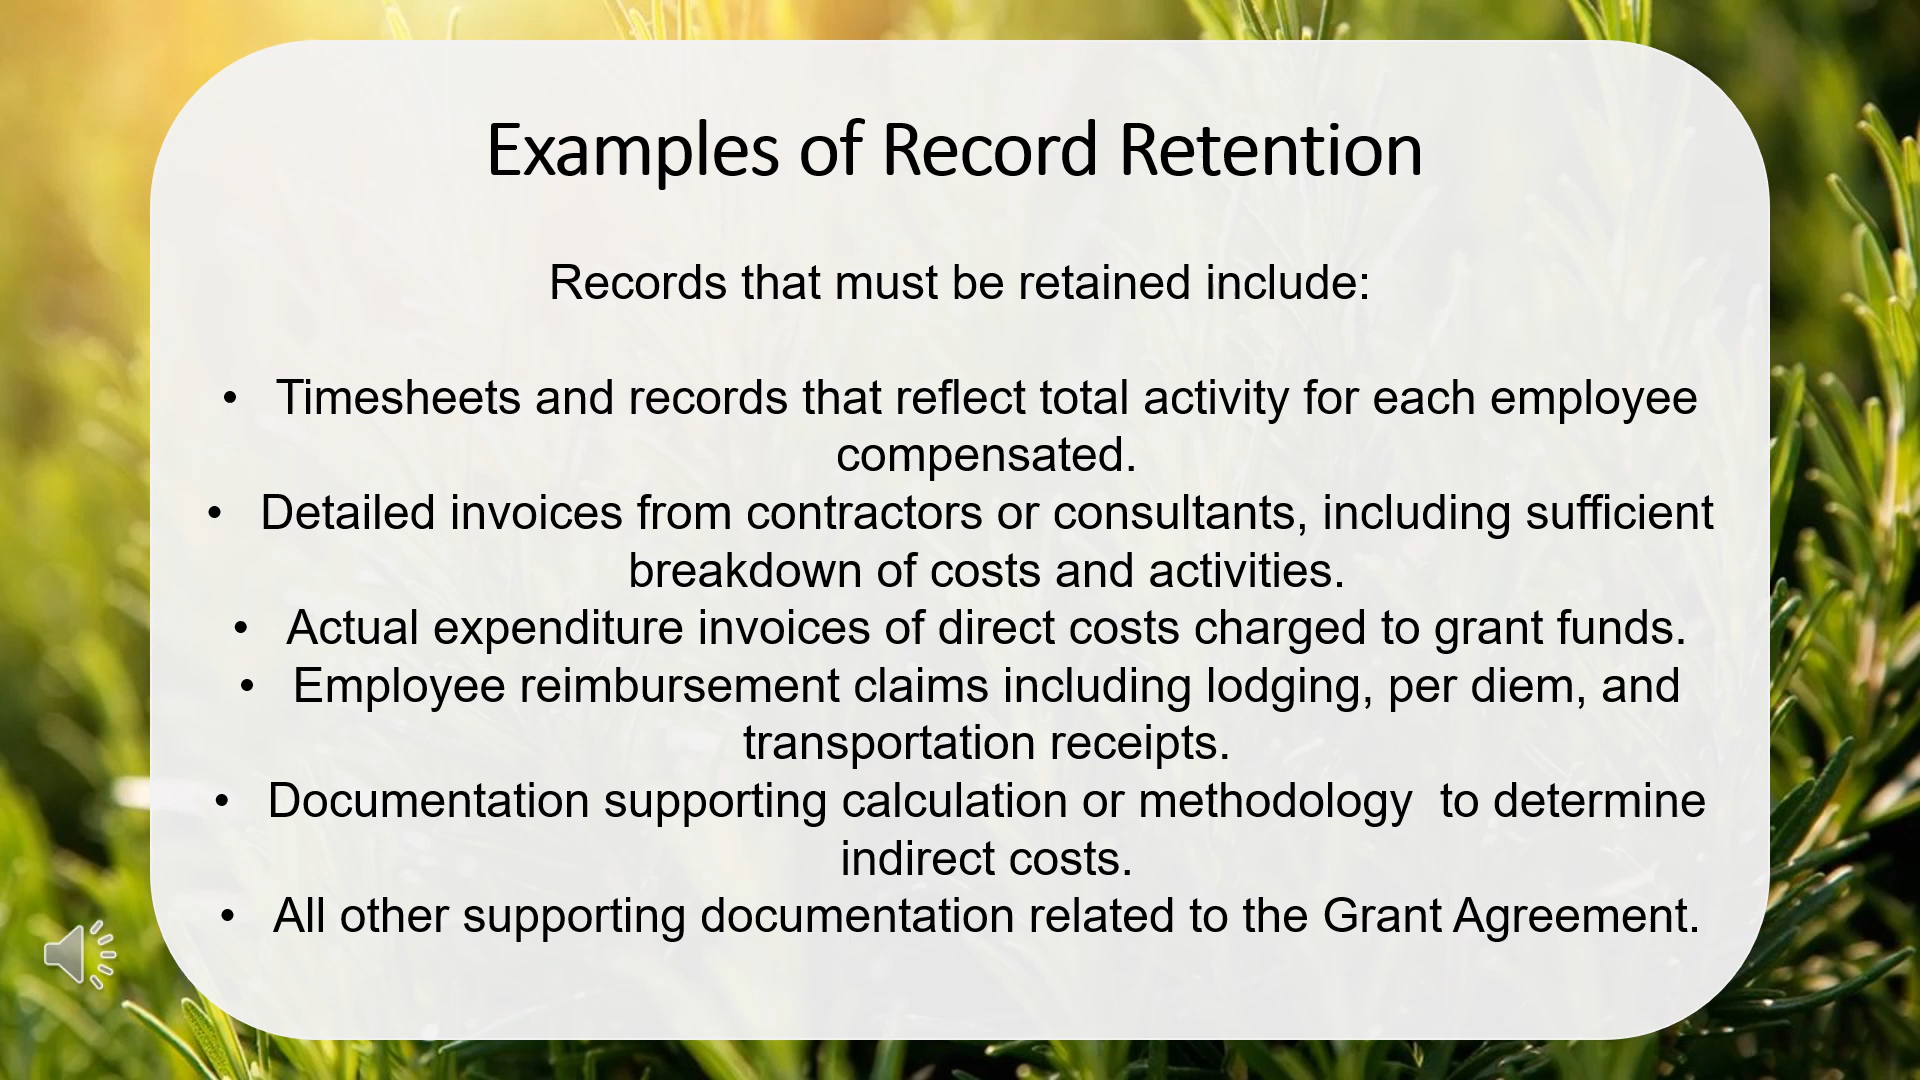 Examples of Record Retention
Records that must be retained include:
• Timesheets and records that reflect total activity for each employee
compensated.
• Detailed invoices from contractors or consultants, including sufficient
breakdown of costs and activities.
• Actual expenditure invoices of direct costs charged to grant funds.
• Employee reimbursement claims including lodging, per diem, and
transportation receipts.
• Documentation supporting calculation or methodology  to determine
indirect costs.
• All other supporting documentation related to the Grant Agreement.